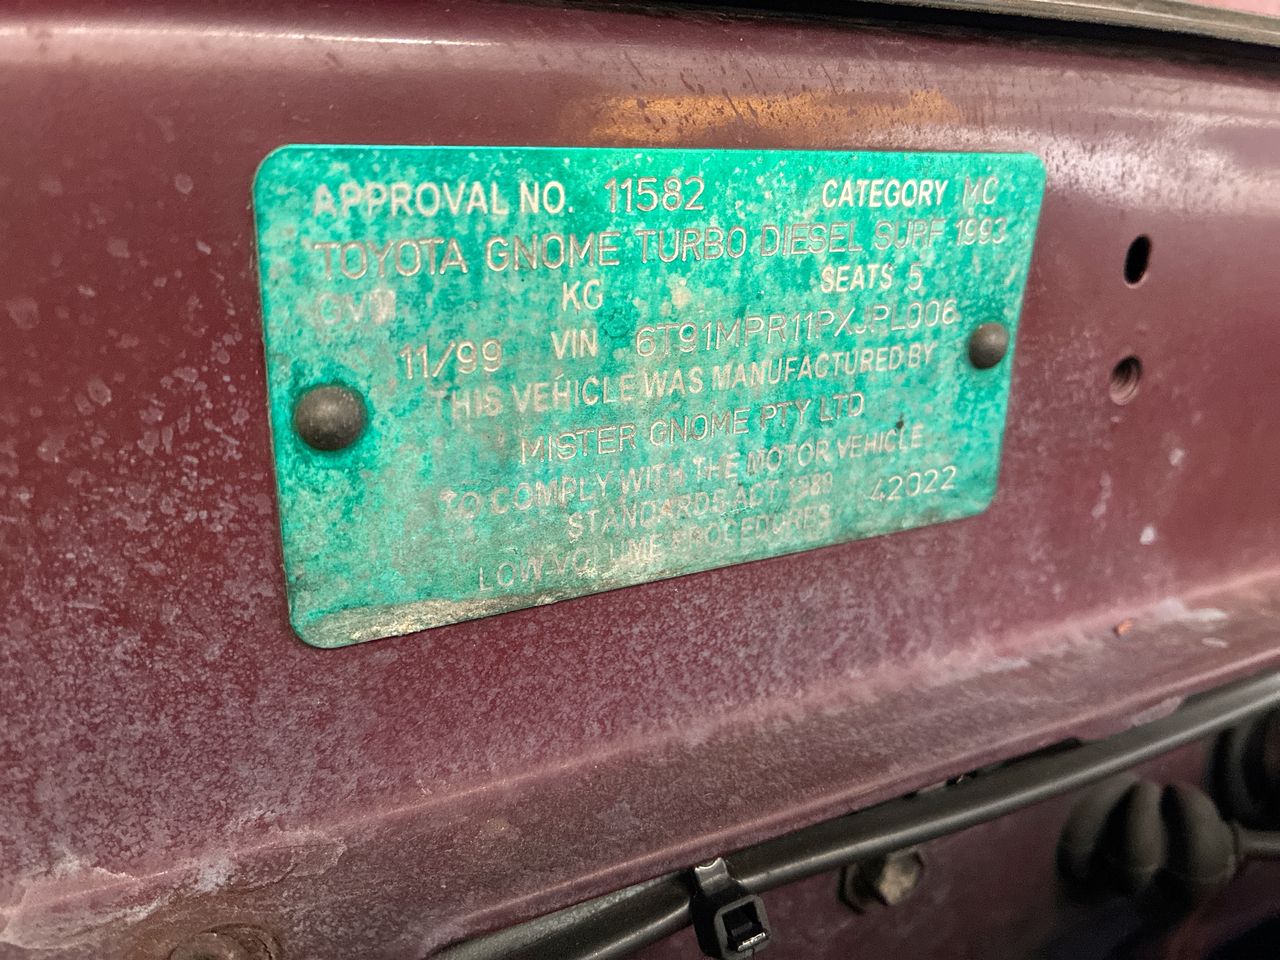 APPROVAL NO. 11582 CATEGORY MC
TOYOTA GNOME TURBO DIESEL SURF 1993
GVM KG SEATS 5
11/99 VIN 6T91MPR11PXJPL006
THIS VEHICLE WAS MANUFACTURED BY
MISTER GNOME PTY LTD
TO COMPLY WITH THE MOTOR VEHICLE
STANDARDS ACT 1989 42022
LOW VOLUME PROCEDURES